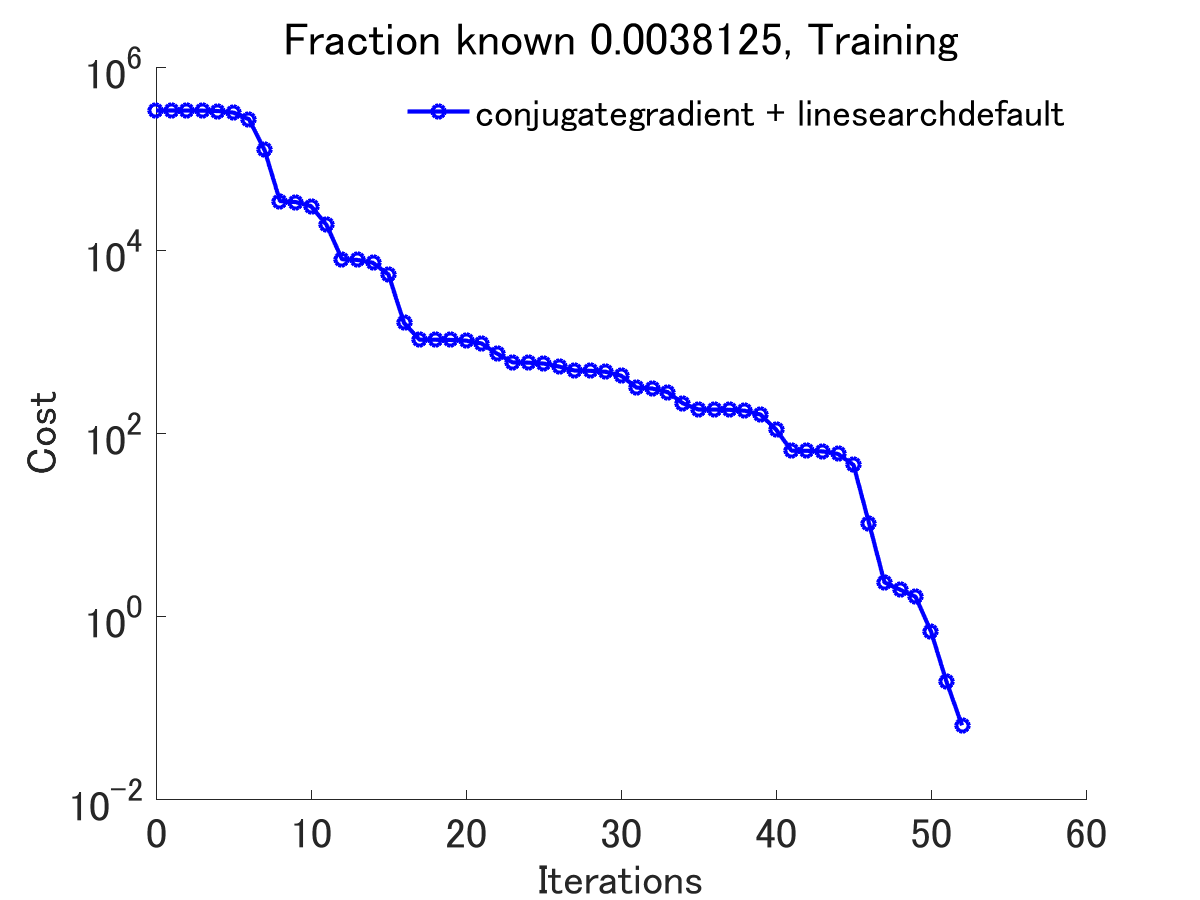 Fraction known 0.0038125, Training
conjugategradient + linesearchdefault
10^6
10^4
10^2
10^0
10^-2
Cost
0 10 20 30 40 50 60
Iterations